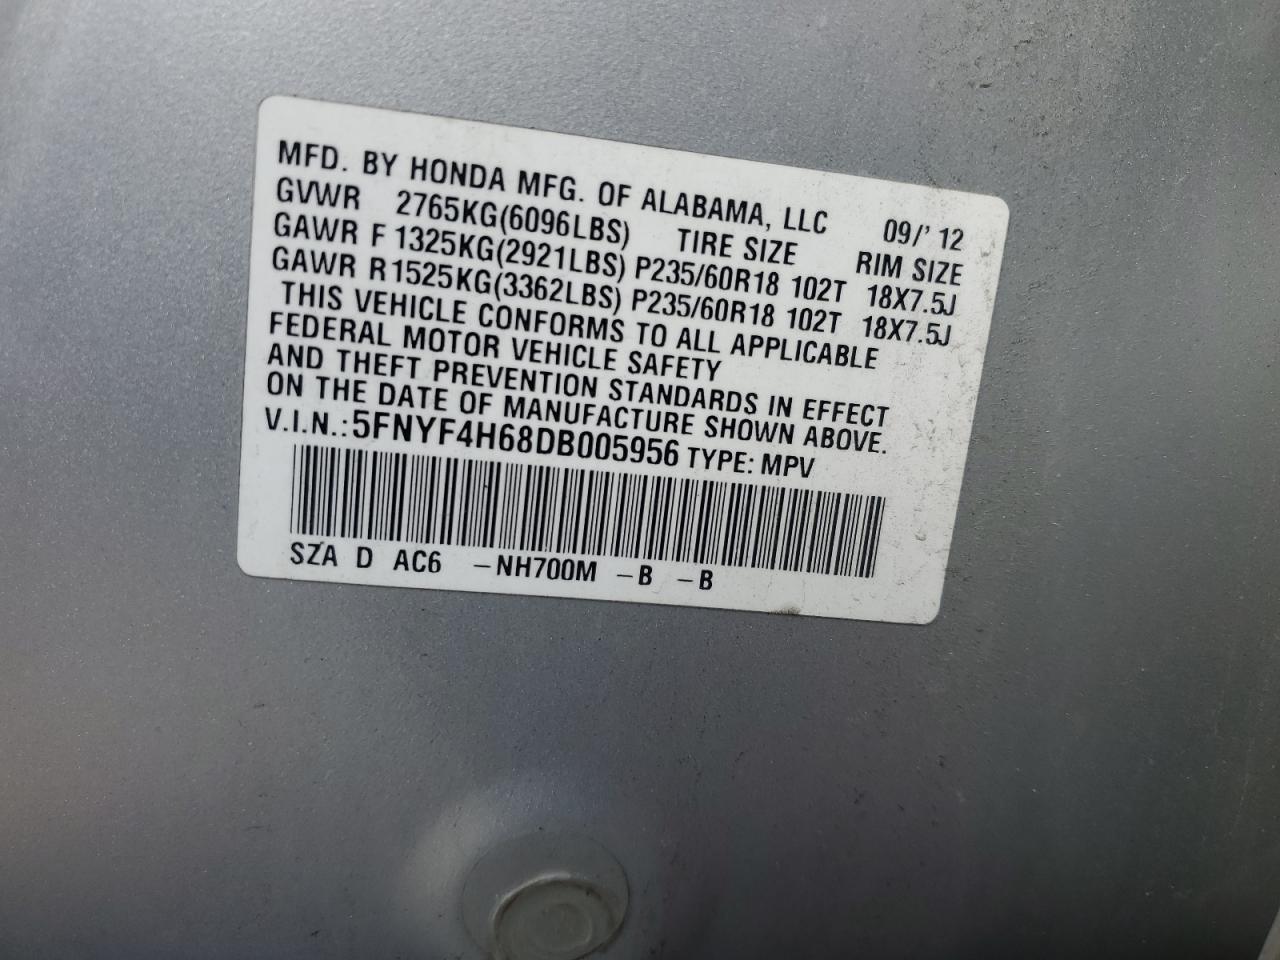 MFD. BY HONDA MFG. OF ALABAMA, LLC 09/' 12
GVWR 2765KG(6096LBS) TIRE SIZE RIM SIZE
GAWR F 1325KG(2921LBS) P235/60R18 102T 18X7.5J
GAWR R 1525KG(3362LBS) P235/60R18 102T 18X7.5J
THIS VEHICLE CONFORMS TO ALL APPLICABLE
FEDERAL MOTOR VEHICLE SAFETY
AND THEFT PREVENTION STANDARDS IN EFFECT
ON THE DATE OF MANUFACTURE SHOWN ABOVE.
V.I.N.: 5FNYF4H68DB005956 TYPE: MPV
SZA D AC6 -NH700M -B -B